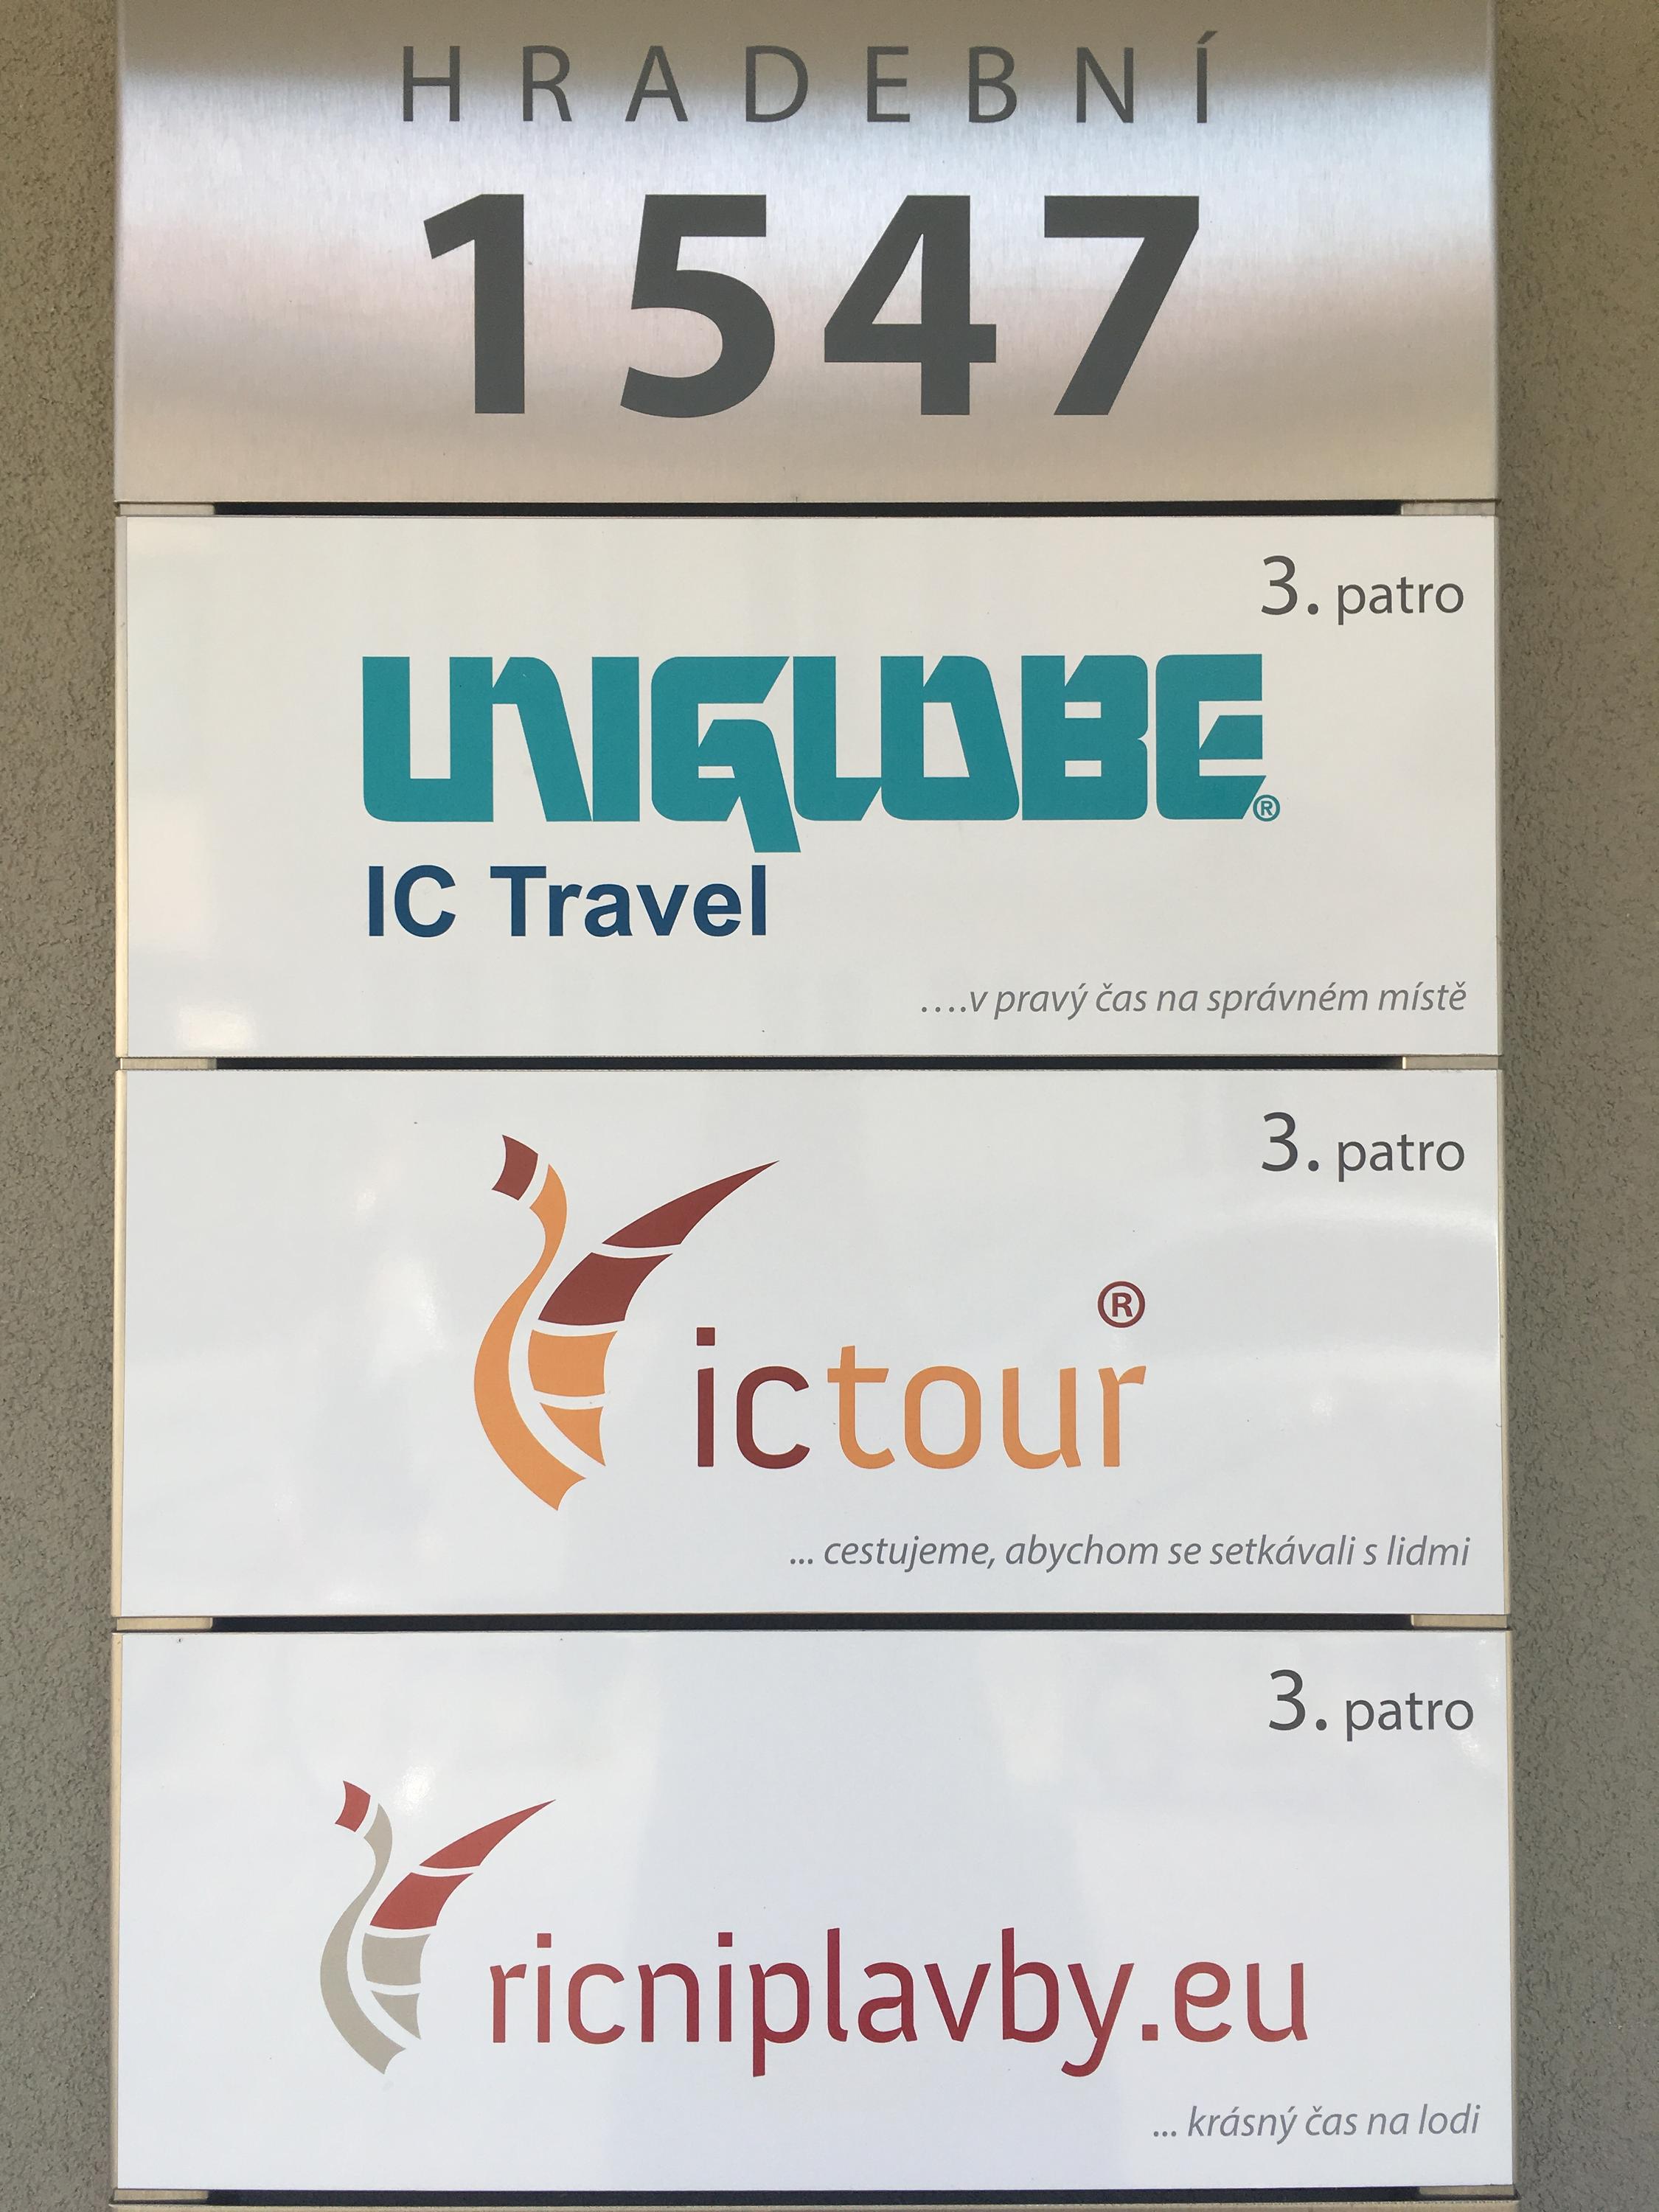 HRADEBNÍ
1547
3. patro
UNIGLOBE®
IC Travel
....v pravý čas na správném místě
3. patro
ictour®
... cestujeme, abychom se setkávali s lidmi
3. patro
ricniplavby.eu
... krásný čas na lodi